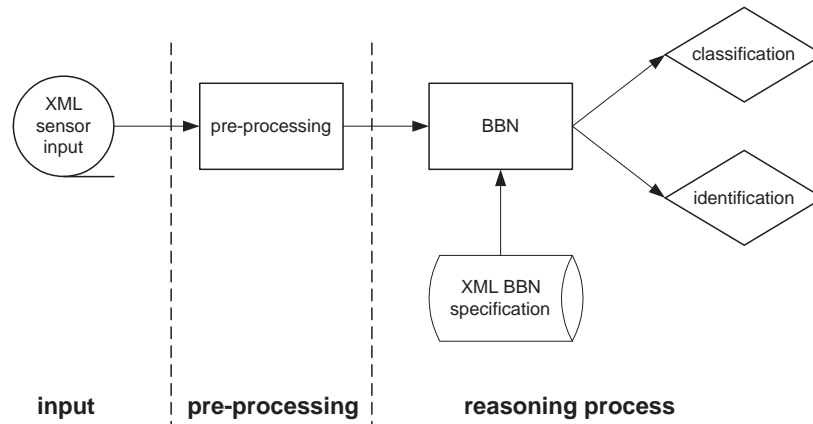 XML
sensor
input
pre-processing
BBN
classification
identification
XML BBN
specification
input
pre-processing
reasoning process